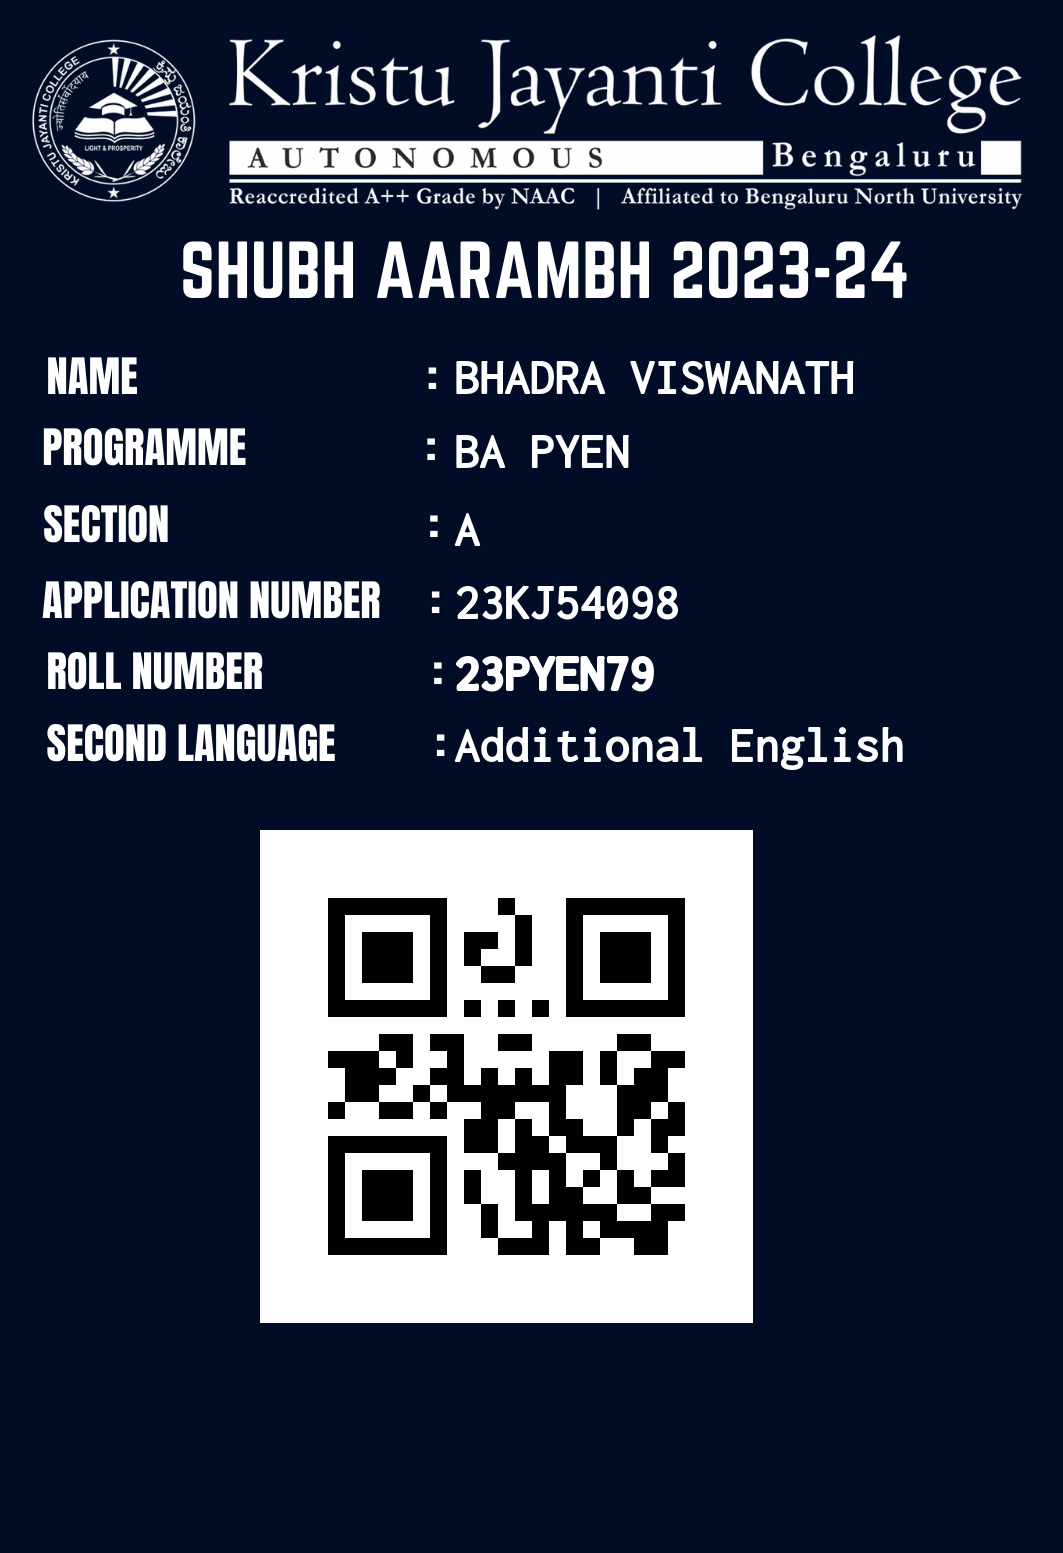 Kristu Jayanti College
AUTONOMOUS Bengaluru
Reaccredited A++ Grade by NAAC | Affiliated to Bengaluru North University
KRISTU JAYANTI COLLEGE
LIGHT & PROSPERITY
SHUBH AARAMBH 2023-24
NAME : BHADRA VISWANATH
PROGRAMME : BA PYEN
SECTION : A
APPLICATION NUMBER : 23KJ54098
ROLL NUMBER : 23PYEN79
SECOND LANGUAGE : Additional English